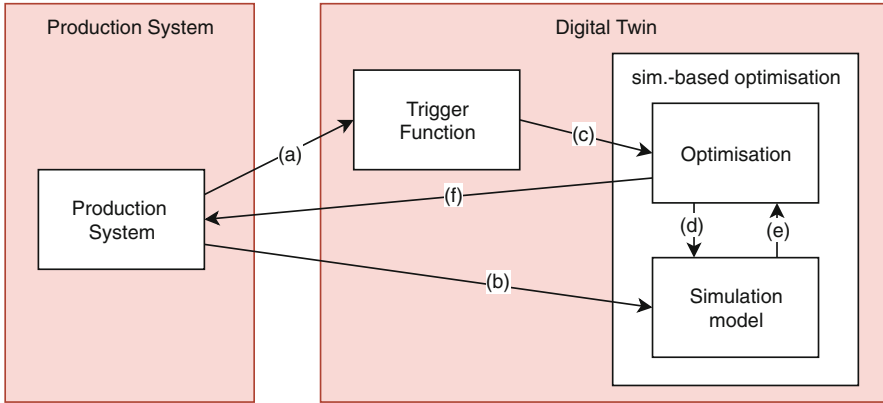 Production System
Digital Twin
sim.-based optimisation
Trigger
Function
(a)
(c)
Optimisation
Production
System
(f)
(d)
(e)
(b)
Simulation
model